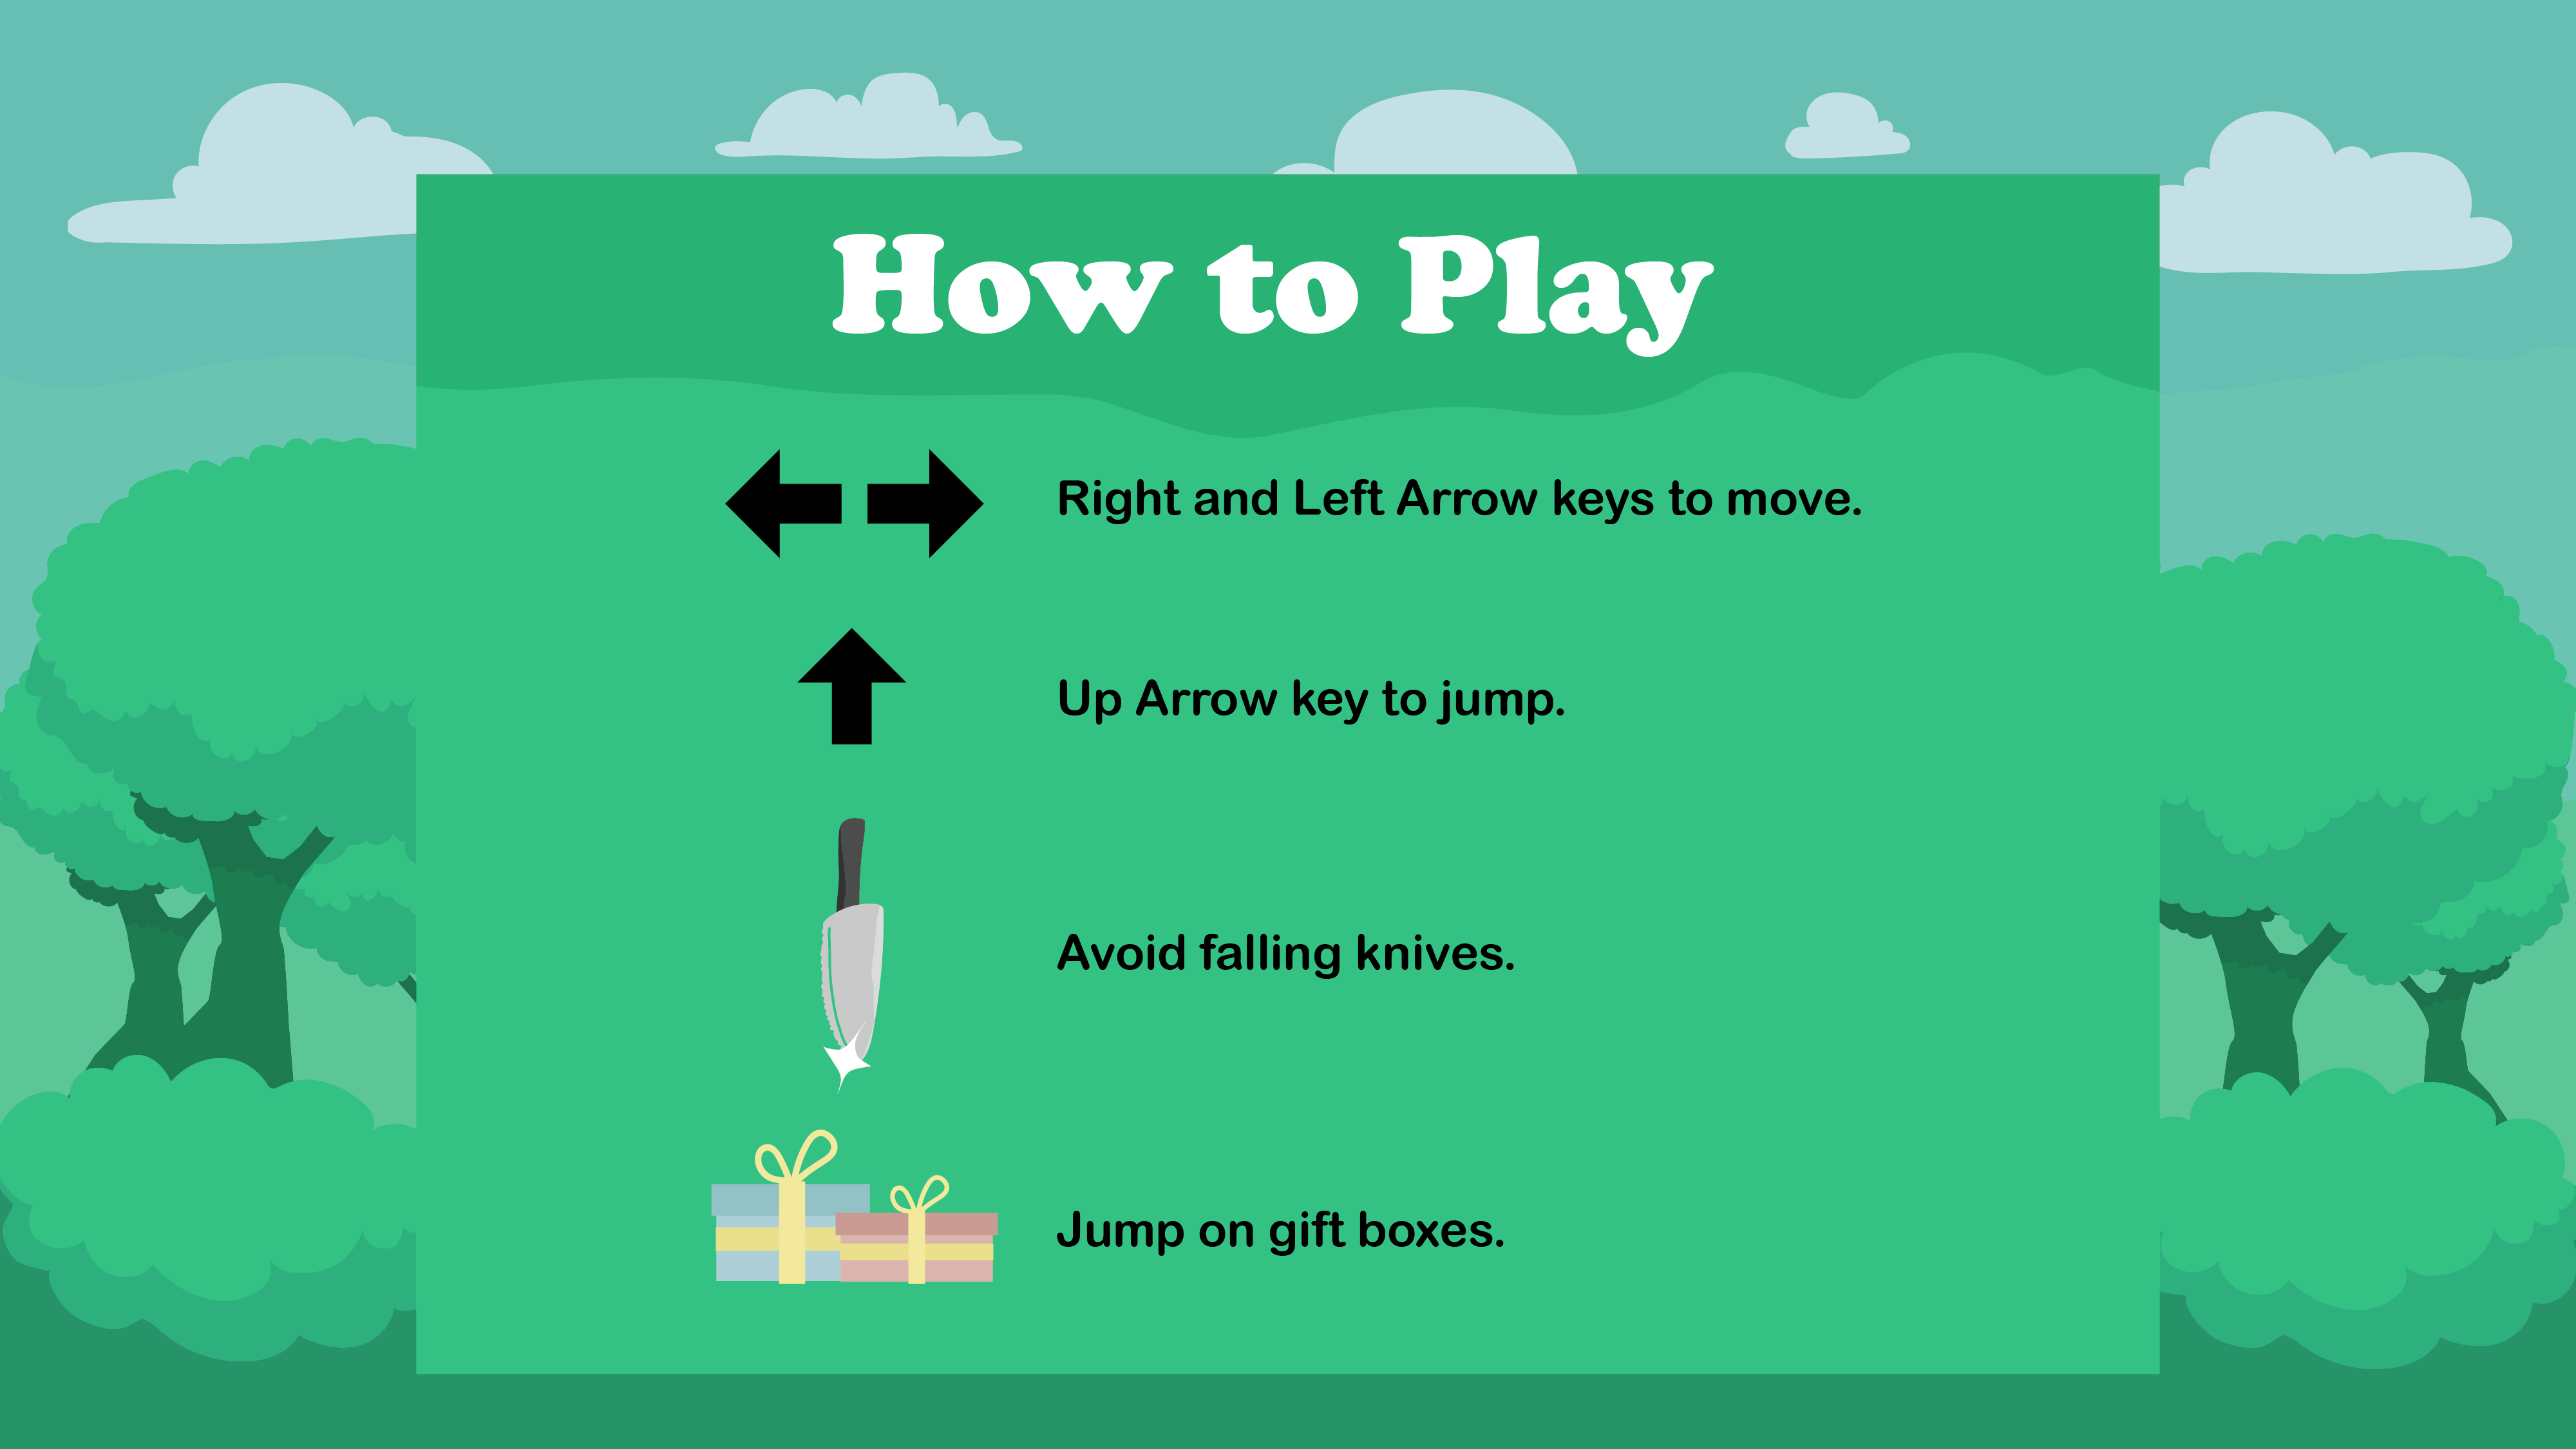 How to Play
Right and Left Arrow keys to move.
Up Arrow key to jump.
Avoid falling knives.
Jump on gift boxes.